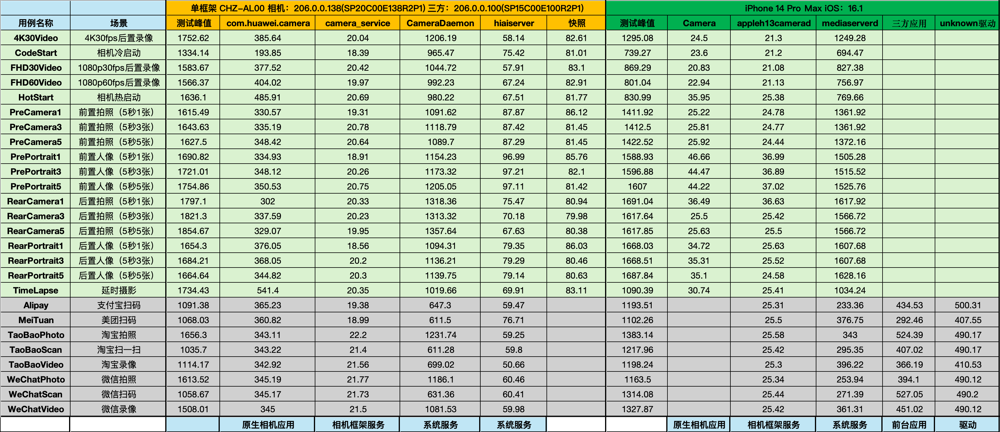 单框架 CHZ-AL00 相机：206.0.0.138(SP20C00E138R2P1) 三方：206.0.0.100(SP15C00E100R2P1) iPhone 14 Pro Max iOS：16.1
用例名称 场景 测试峰值 com.huawei.camera camera_service CameraDaemon hiaiserver 快照 测试峰值 Camera appleh13camerad mediaserverd 三方应用 unknown驱动
4K30Video 4K30fps后置录像 1752.62 385.64 20.04 1206.19 58.14 82.61 1295.08 24.5 21.3 1249.28
CodeStart 相机冷启动 1334.14 193.85 18.39 965.47 75.42 81.01 739.27 23.6 21.2 694.47
FHD30Video 1080p30fps后置录像 1583.67 377.52 20.42 1044.72 57.91 83.1 869.29 20.83 21.08 827.38
FHD60Video 1080p60fps后置录像 1566.37 404.02 19.97 992.23 67.24 82.91 801.04 22.94 21.13 756.97
HotStart 相机热启动 1636.1 485.91 20.69 980.22 67.51 81.77 830.99 35.95 25.38 769.66
PreCamera1 前置拍照（5秒1张） 1615.49 330.57 19.31 1091.62 87.87 86.12 1411.92 25.22 24.78 1361.92
PreCamera3 前置拍照（5秒3张） 1643.63 335.19 20.78 1118.79 87.42 81.45 1412.5 25.81 24.77 1361.92
PreCamera5 前置拍照（5秒5张） 1627.5 348.42 20.64 1089.7 87.29 81.45 1422.52 25.92 24.44 1372.16
PrePortrait1 前置人像（5秒1张） 1690.82 334.93 18.91 1154.23 96.99 85.76 1588.93 46.66 36.99 1505.28
PrePortrait3 前置人像（5秒3张） 1721.01 348.12 20.26 1173.32 97.21 82.1 1596.88 44.47 36.89 1515.52
PrePortrait5 前置人像（5秒5张） 1754.86 350.53 20.75 1205.05 97.11 81.42 1607 44.22 37.02 1525.76
RearCamera1 后置拍照（5秒1张） 1797.1 302 20.33 1318.36 75.47 80.94 1691.04 36.49 36.63 1617.92
RearCamera3 后置拍照（5秒3张） 1821.3 337.59 20.23 1313.32 70.18 79.98 1617.64 25.5 25.42 1566.72
RearCamera5 后置拍照（5秒5张） 1854.67 329.07 19.95 1357.64 67.63 80.38 1617.85 25.63 25.5 1566.72
RearPortrait1 后置人像（5秒1张） 1654.3 376.05 18.56 1094.31 79.35 86.03 1668.03 34.72 25.63 1607.68
RearPortrait3 后置人像（5秒3张） 1684.21 368.05 20.2 1136.21 79.29 80.46 1668.51 35.31 25.52 1607.68
RearPortrait5 后置人像（5秒5张） 1664.64 344.82 20.3 1139.75 79.14 80.63 1687.84 35.1 24.58 1628.16
TimeLapse 延时摄影 1734.43 541.4 20.35 1019.66 69.91 83.11 1090.39 30.74 25.41 1034.24
Alipay 支付宝扫码 1091.38 365.23 19.38 647.3 59.47 1193.51 25.31 233.36 434.53 500.31
MeiTuan 美团扫码 1068.03 360.82 18.99 611.5 76.71 1102.26 25.5 376.75 292.46 407.55
TaoBaoPhoto 淘宝拍照 1656.3 343.11 22.2 1231.74 59.25 1383.14 25.58 343 524.39 490.17
TaoBaoScan 淘宝扫一扫 1035.7 343.22 21.4 611.28 59.8 1217.96 25.42 295.35 407.02 490.17
TaoBaoVideo 淘宝录像 1114.17 342.92 21.56 699.02 50.66 1198.24 25.3 396.22 366.19 410.53
WeChatPhoto 微信拍照 1613.52 345.19 21.77 1186.1 60.46 1163.5 25.34 253.94 394.1 490.12
WeChatScan 微信扫码 1058.67 345.17 21.73 631.36 60.41 1314.08 25.44 271.39 527.05 490.2
WeChatVideo 微信录像 1508.01 345 21.5 1081.53 59.98 1327.87 25.42 361.31 451.02 490.12
原生相机应用 相机框架服务 系统服务 系统服务 原生相机应用 相机框架服务 系统服务 前台应用 驱动